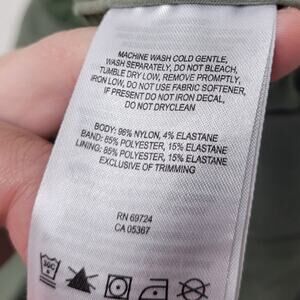 MACHINE WASH COLD GENTLE,
WASH SEPARATELY, DO NOT BLEACH,
TUMBLE DRY LOW, REMOVE PROMPTLY,
IRON LOW, DO NOT USE FABRIC SOFTENER,
IF PRESENT DO NOT IRON DECAL,
DO NOT DRYCLEAN
BODY: 96% NYLON, 4% ELASTANE
BAND: 85% POLYESTER, 15% ELASTANE
LINING: 85% POLYESTER, 15% ELASTANE
EXCLUSIVE OF TRIMMING
RN 69724
CA 05367
30C